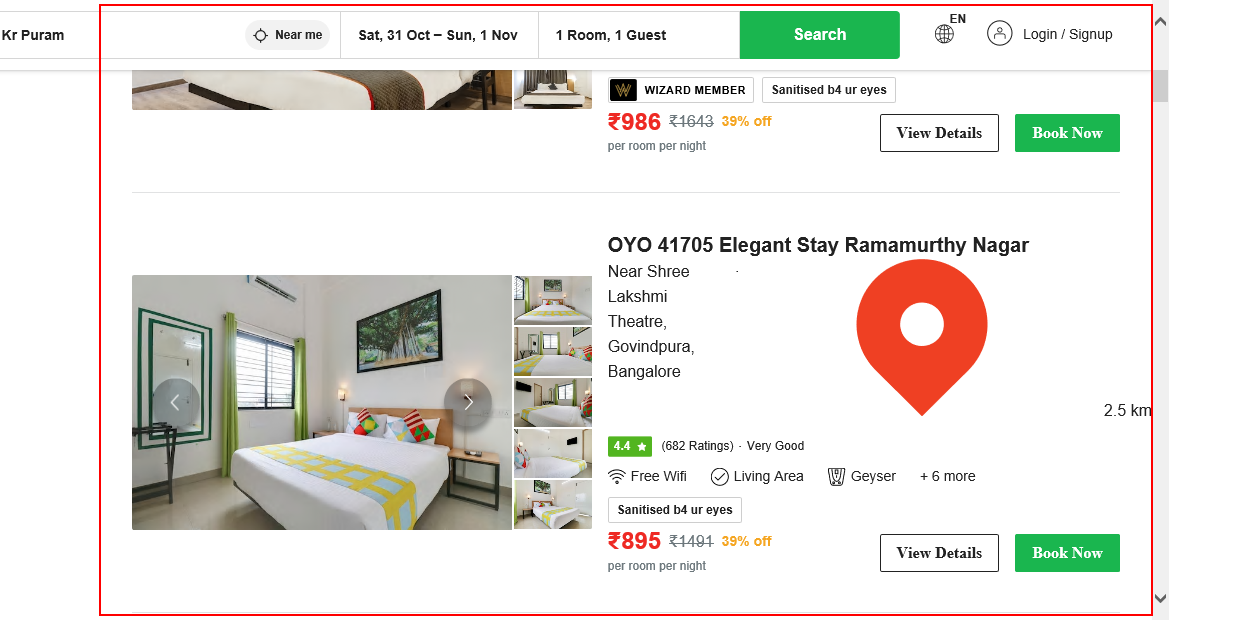 Kr Puram
Near me
Sat, 31 Oct – Sun, 1 Nov
1 Room, 1 Guest
Search
EN
Login / Signup
WIZARD MEMBER
Sanitised b4 ur eyes
₹986 ₹1643 39% off
per room per night
View Details
Book Now
OYO 41705 Elegant Stay Ramamurthy Nagar
Near Shree
Lakshmi
Theatre,
Govindpura,
Bangalore
·
2.5 km
4.4 ★ (682 Ratings) · Very Good
Free Wifi
Living Area
Geyser
+ 6 more
Sanitised b4 ur eyes
₹895 ₹1491 39% off
per room per night
View Details
Book Now